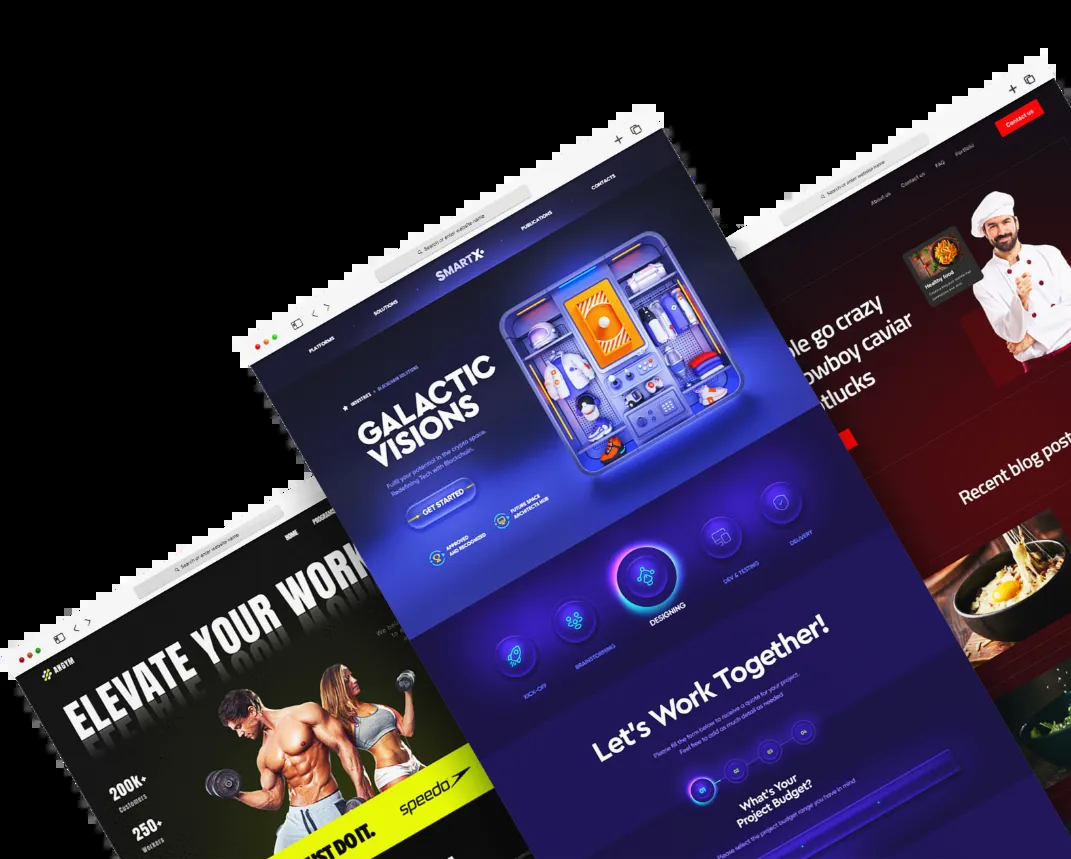 Search or enter website name
ANGYM
HOME
PROGRAMS
ELEVATE YOUR WORK
We
to
200K+
Customers
250+
Workers
speedo
UST DO IT.
Search or enter website name
PLATFORMS
SOLUTIONS
SMARTX
PUBLICATIONS
CONTACTS
INDUSTRIES
BLOCKCHAIN SOLUTIONS
GALACTIC
VISIONS
Fulfil your potential in the crypto space.
Redefining Tech with Blockchain.
GET STARTED
APPROVED
AND RECOGNIZED
FUTURE SPACE
ARCHITECTS HUB
KICK-OFF
BRAINSTORMING
DESIGNING
DEV & TESTING
DELIVERY
Let's Work Together!
Please fill the form below to receive a quote for your project.
Feel free to add as much detail as needed
01
02
03
04
What's Your
Project Budget?
Please select the project budget range you have in mind
Search or enter website name
About us
Contact us
FAQ
Portfolio
Contact us
Healthy food
ple go crazy
owboy caviar
otlucks
Recent blog post